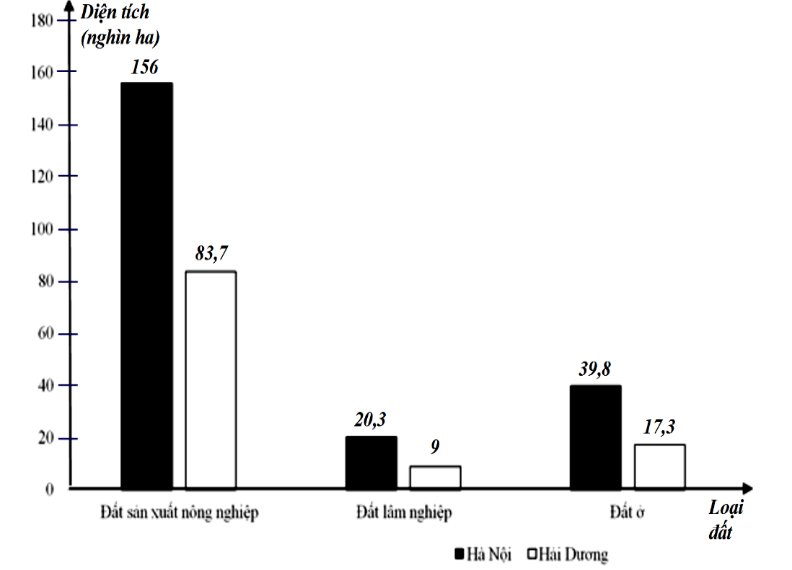 Diện tích
(nghìn ha)
180
160
140
120
100
80
60
40
20
0
156
83,7
20,3
9
39,8
17,3
Đất sản xuất nông nghiệp
Đất lâm nghiệp
Đất ở
Loại
đất
Hà Nội
Hải Dương